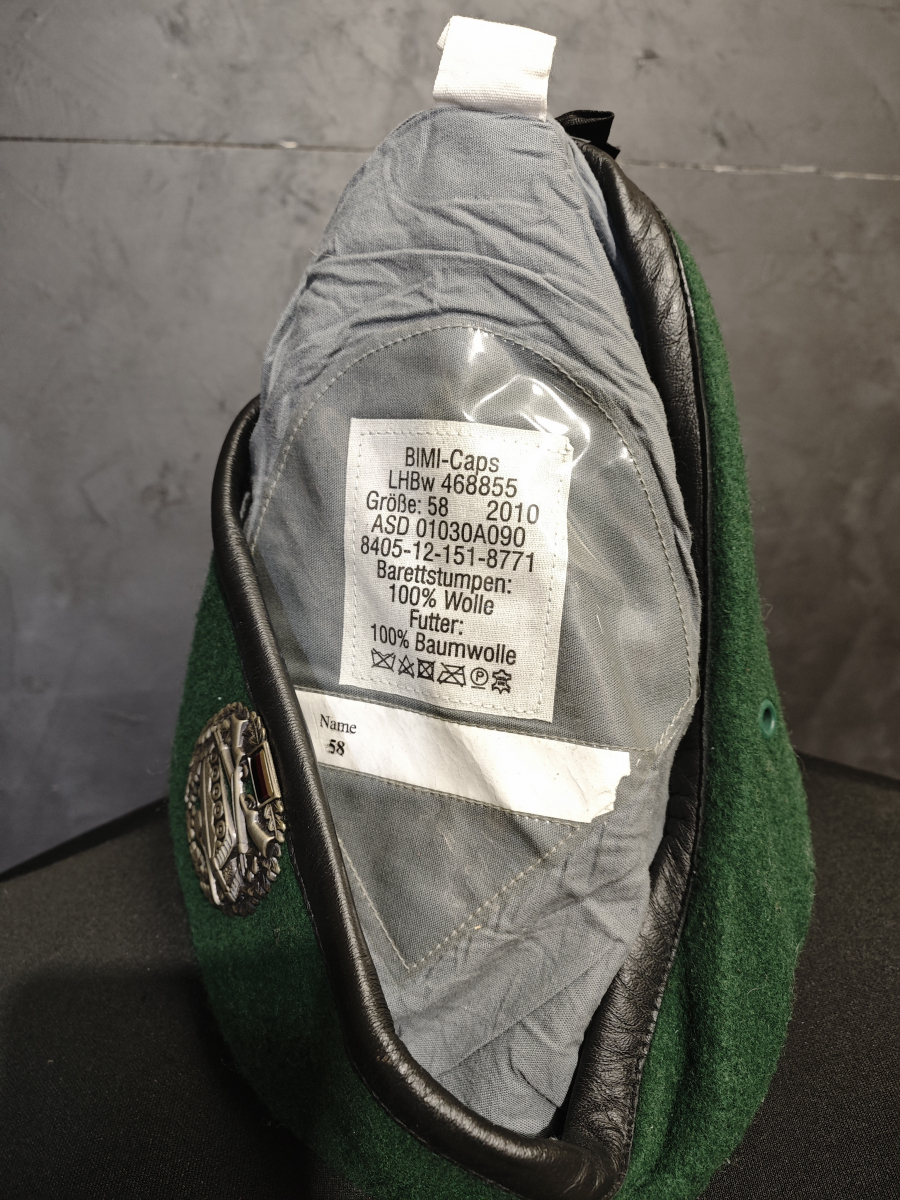 BIMI-Caps
LHBw 468855
Größe: 58 2010
ASD 01030A090
8405-12-151-8771
Barettstumpen:
100% Wolle
Futter:
100% Baumwolle
P
Name
58